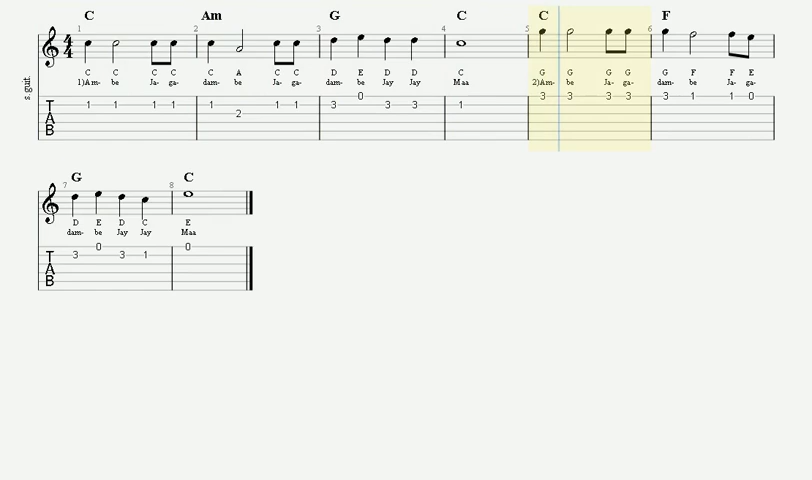 C Am G C C F
1 2 3 4 5 6
4
4
s.guit.
C C C C C A C C D E D D C G G G G G F F E
1)Am- be Ja- ga- dam- be Ja- ga- dam- be Jay Jay Maa 2)Am- be Ja- ga- dam- be Ja- ga-
0 3 3 3 3 3 1 1 0
T 1 1 1 1 1 1 1 3 3 3 1
A 2
B
G C
7 8
D E D C E
dam- be Jay Jay Maa
0 0
T 3 3 1
A
B